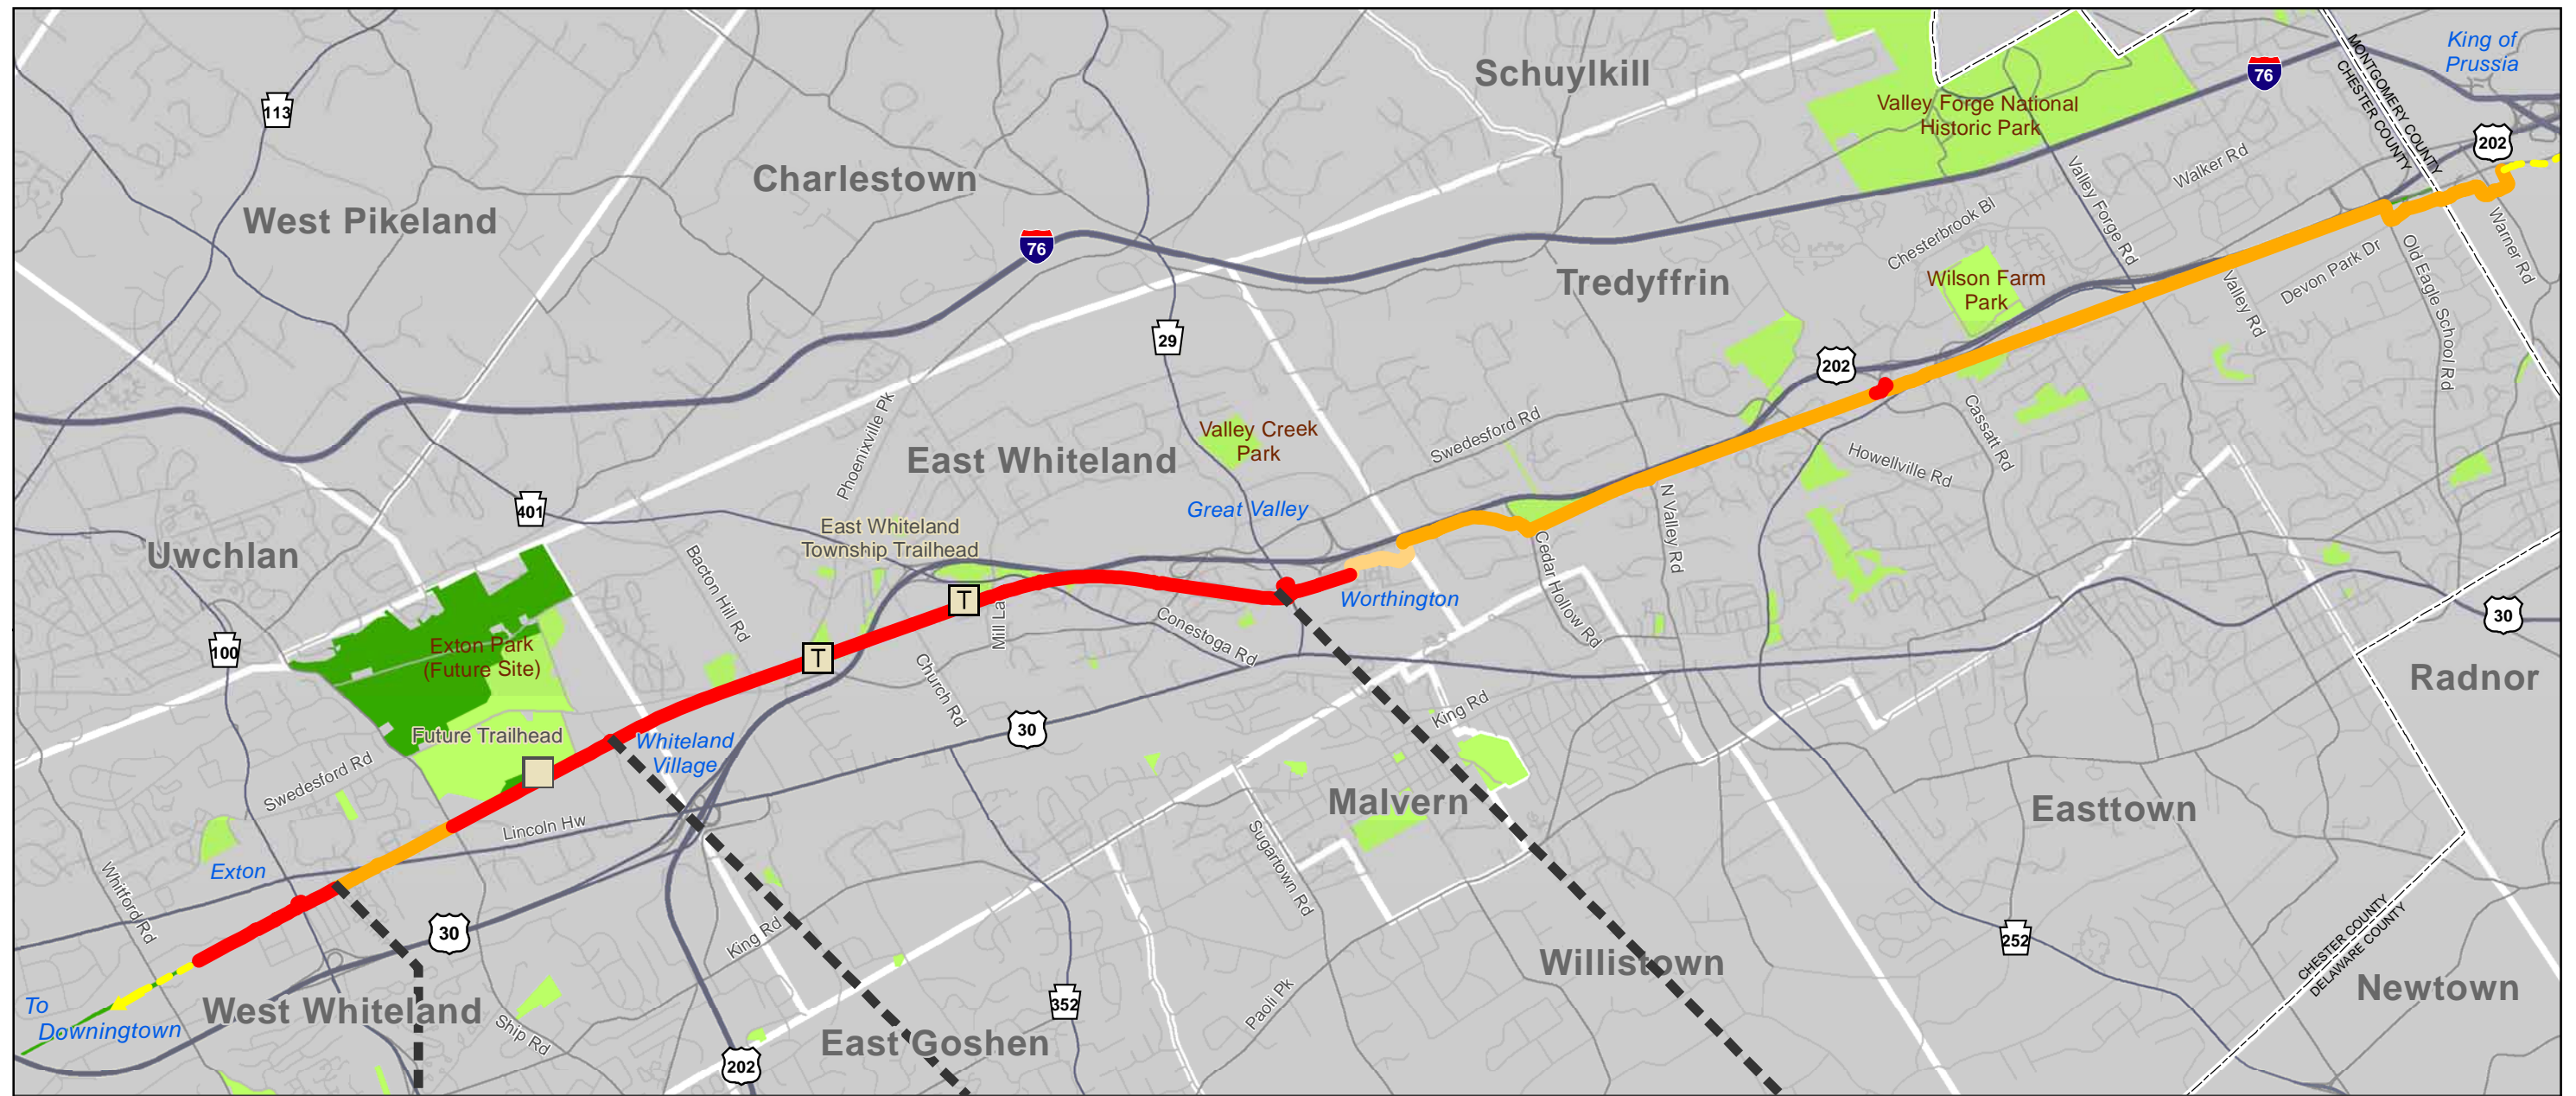 King of
Prussia
MONTGOMERY COUNTY
CHESTER COUNTY
76
Schuylkill
113
Valley Forge National
Historic Park
202
Walker Rd
Valley Forge Rd
Charlestown
West Pikeland
Chesterbrook Bl
Warner Rd
76
Tredyffrin
Wilson Farm
Park
Devon Park Dr
Old Eagle School Rd
Valley Rd
29
202
Phoenixville Pk
Valley Creek
Park
Swedesford Rd
Cassatt Rd
Howellville Rd
East Whiteland
401
Great Valley
N Valley Rd
East Whiteland
Township Trailhead
Uwchlan
Bacton Hill Rd
Cedar Hollow Rd
T
Mill La
Worthington
30
Conestoga Rd
100
Exton Park
(Future Site)
T
Church Rd
Radnor
King Rd
30
Future Trailhead
Whiteland
Village
Swedesford Rd
Malvern
Easttown
Lincoln Hw
Sugartown Rd
Exton
Whitford Rd
30
King Rd
252
CHESTER COUNTY
DELAWARE COUNTY
Willistown
Newtown
To
Downingtown
West Whiteland
352
Paoli Pk
Ship Rd
East Goshen
202